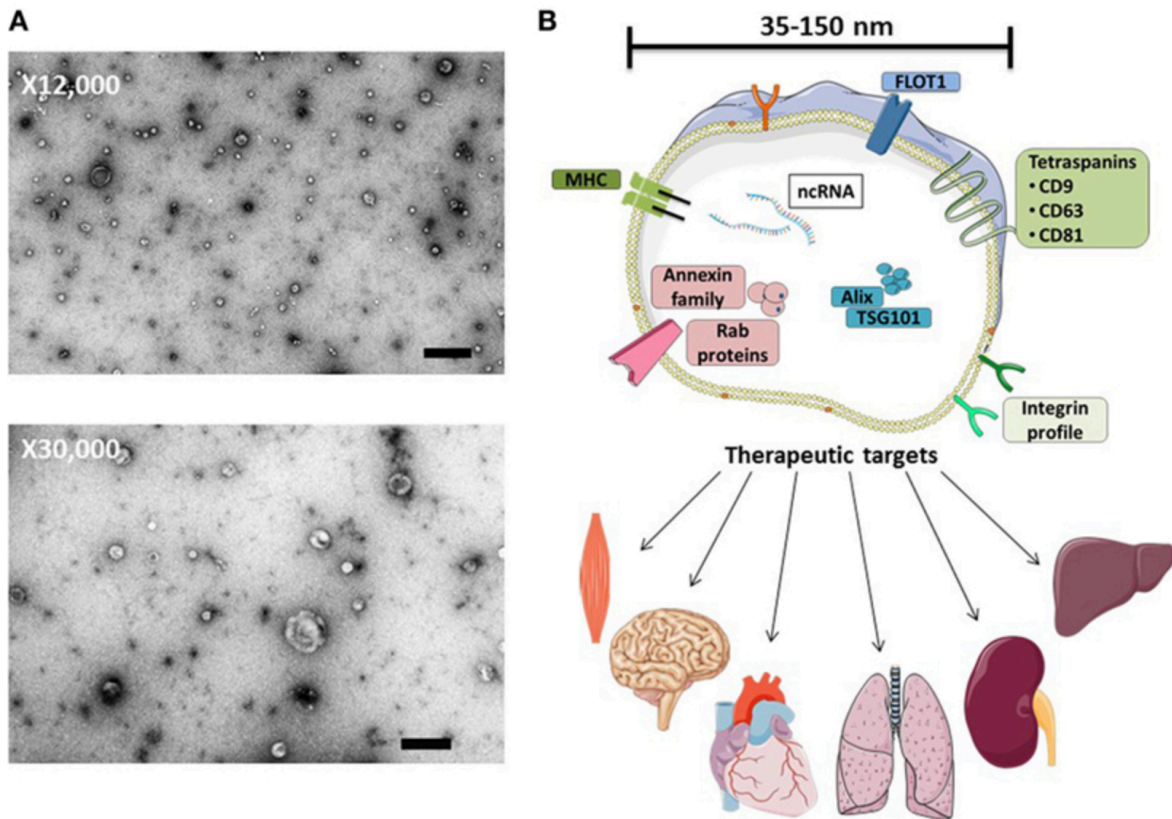 A
X12,000
X30,000
B
35-150 nm
FLOT1
MHC
ncRNA
Tetraspanins
• CD9
• CD63
• CD81
Annexin
family
Rab
proteins
Alix
TSG101
Integrin
profile
Therapeutic targets